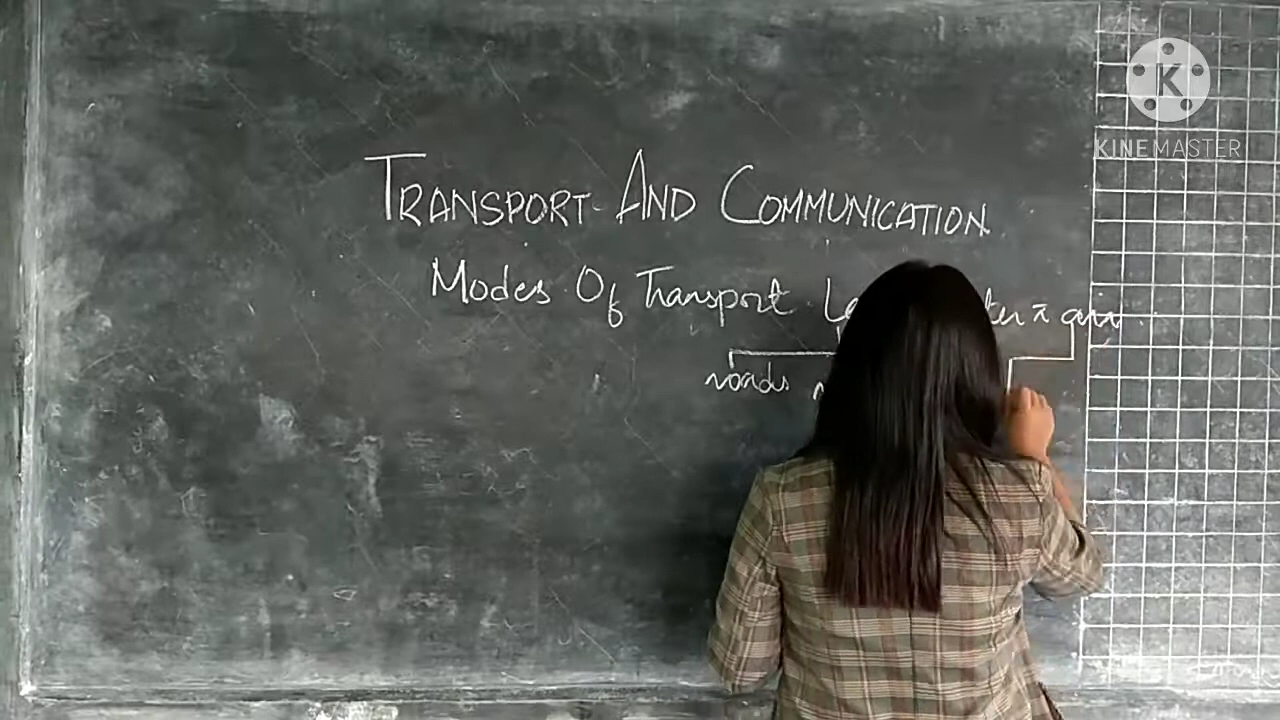 KINEMASTER
TRANSPORT AND COMMUNICATION
Modes Of Transport
roads